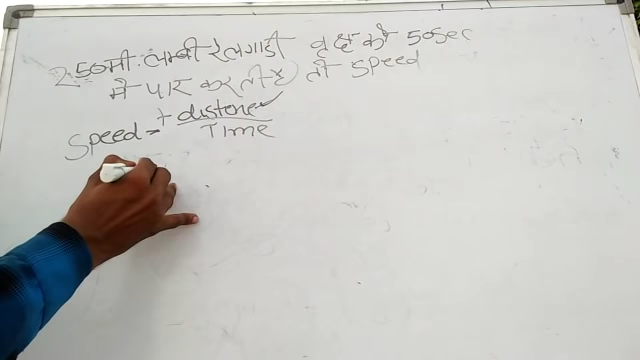 250मी लम्बी रेलगाडी वृक्ष को 50Sec
मे पार करती है तो Speed
Speed = + distance
Time